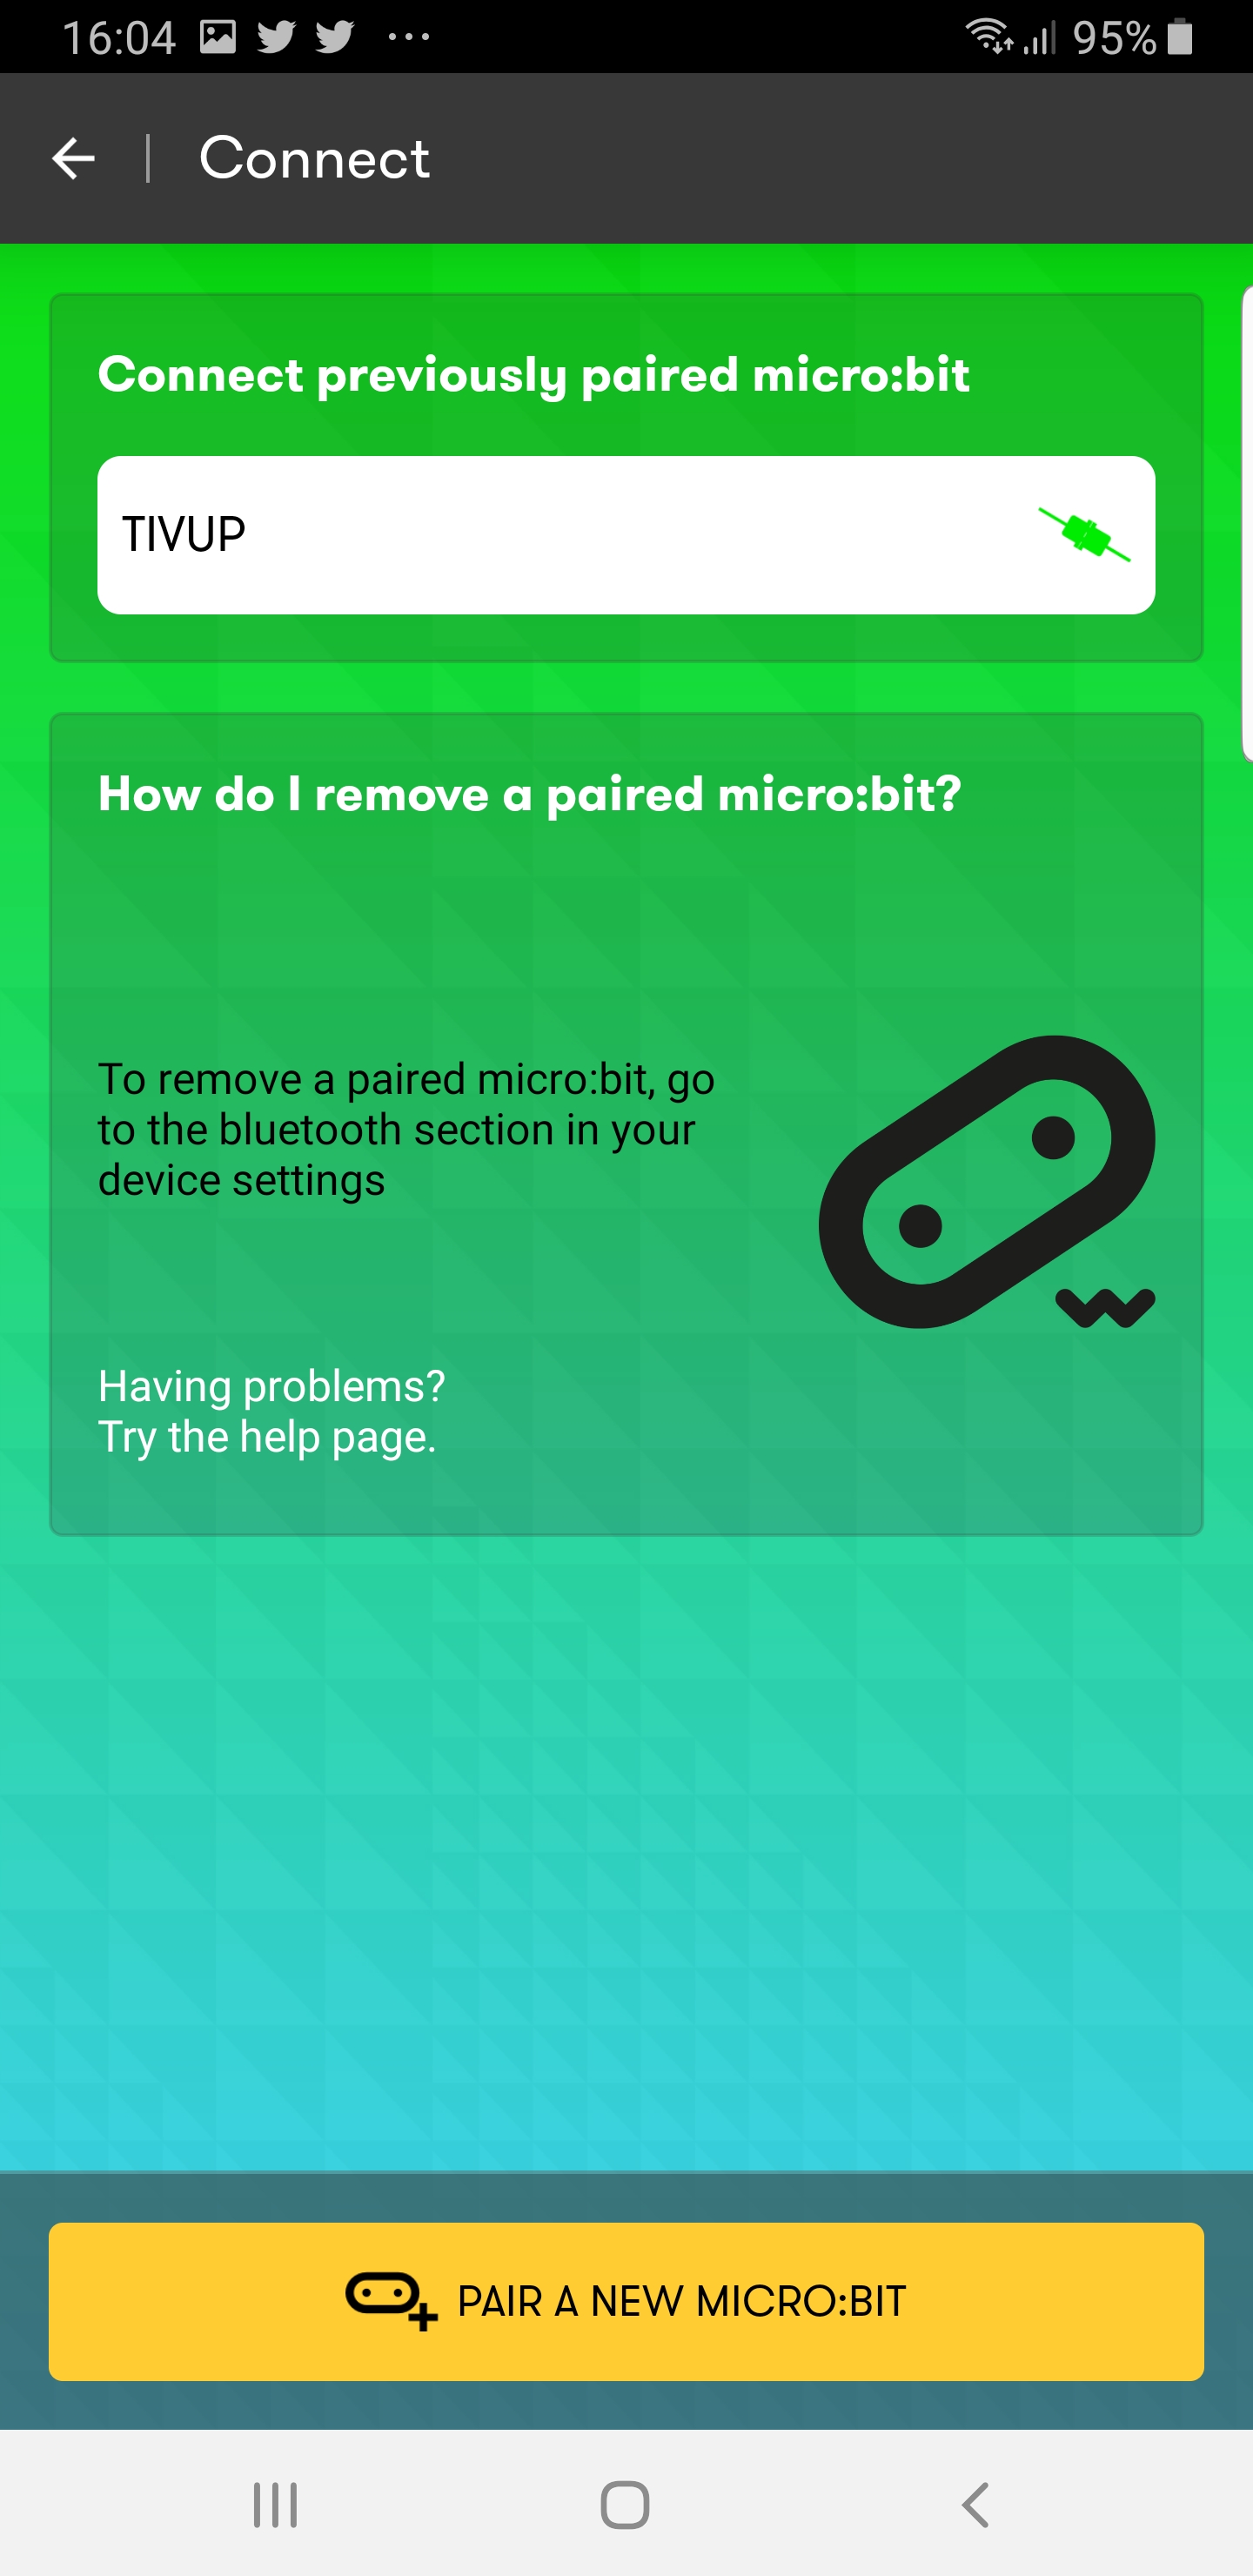 16:04
95%
Connect
Connect previously paired micro:bit
TIVUP
How do I remove a paired micro:bit?
To remove a paired micro:bit, go
to the bluetooth section in your
device settings
Having problems?
Try the help page.
PAIR A NEW MICRO:BIT